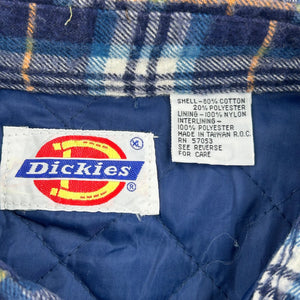 XL
Dickies
®
SHELL-80% COTTON
20% POLYESTER
LINING-100% NYLON
INTERLINING-
100% POLYESTER
MADE IN TAIWAN R.O.C.
RN 57053
SEE REVERSE
FOR CARE